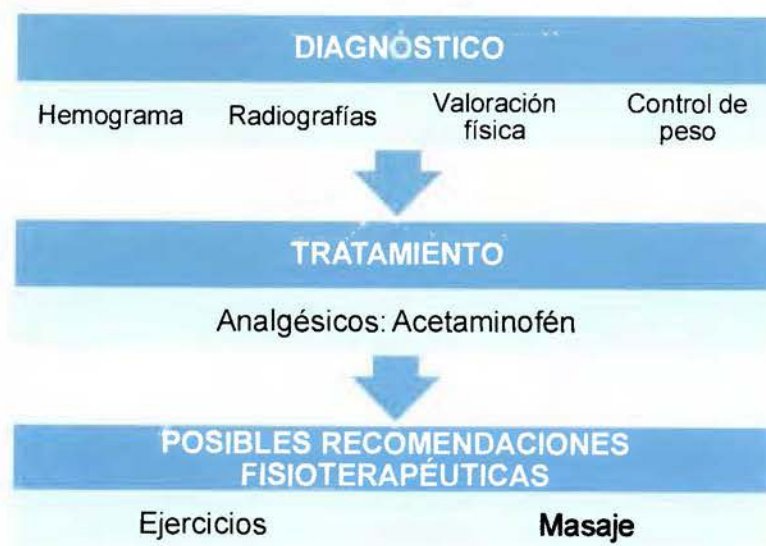 DIAGNÓSTICO
Hemograma Radiografías Valoración física Control de peso
TRATAMIENTO
Analgésicos: Acetaminofén
POSIBLES RECOMENDACIONES
FISIOTERAPÉUTICAS
Ejercicios Masaje